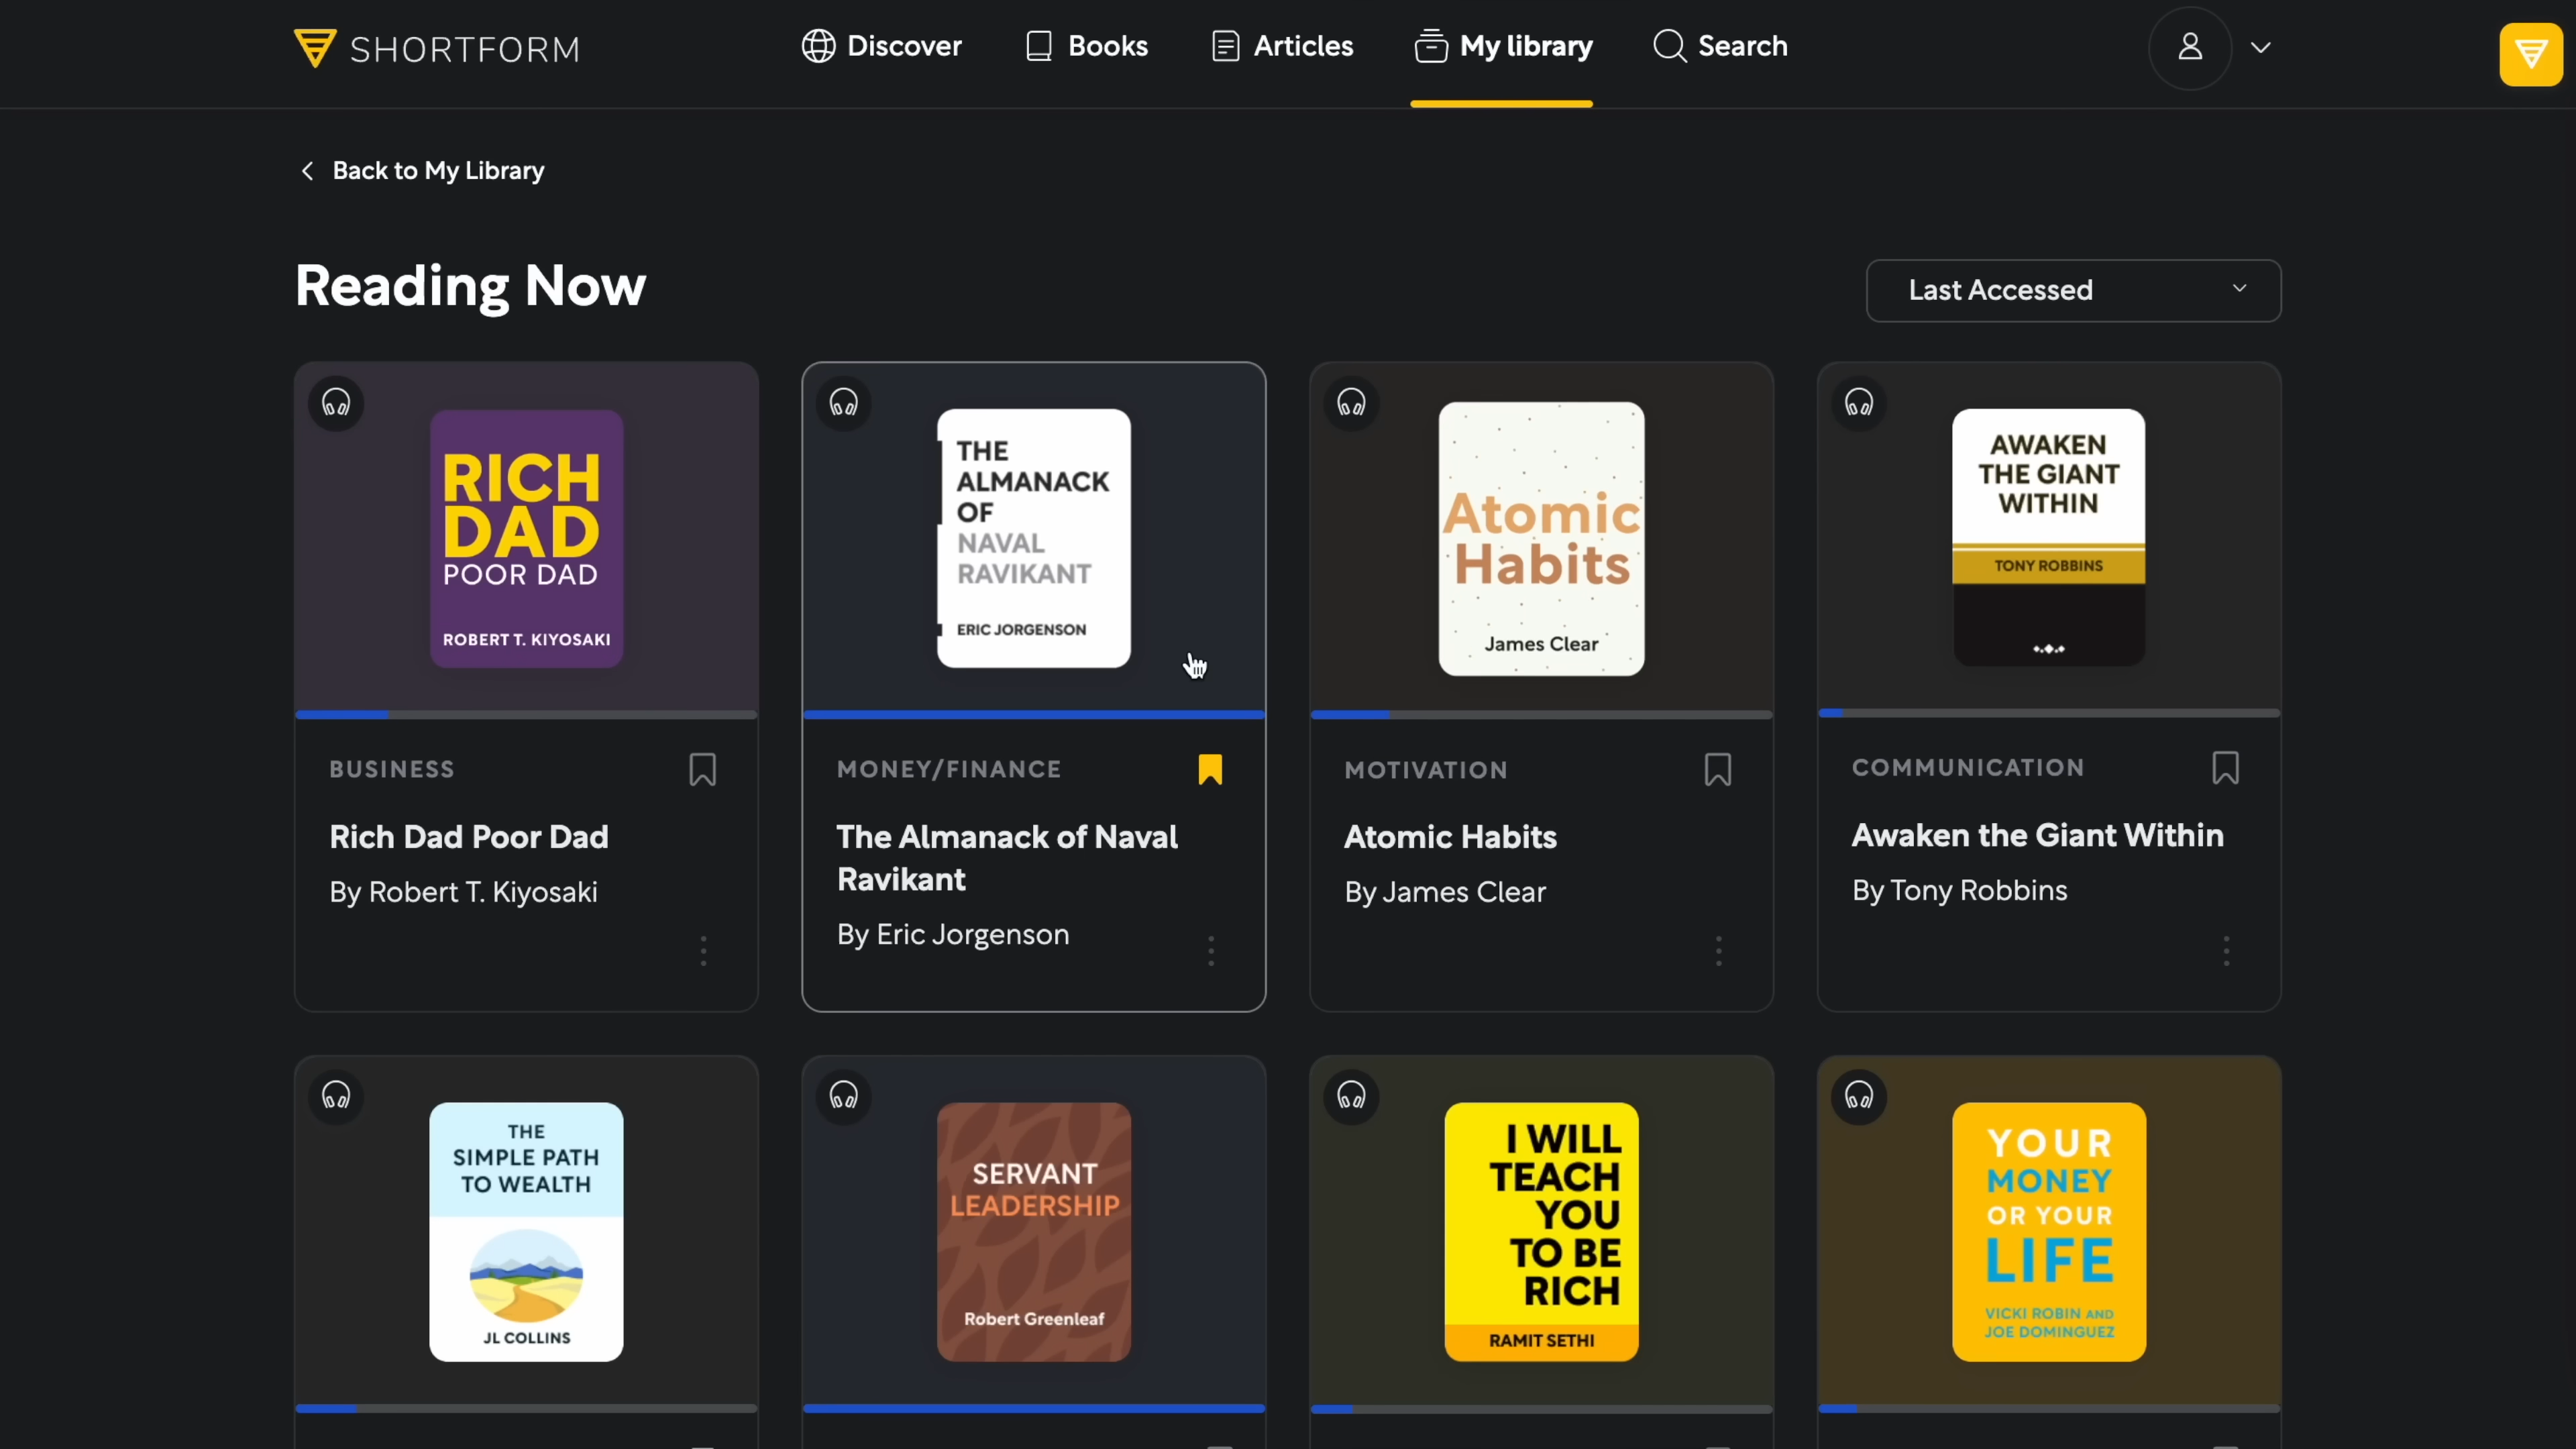 SHORTFORM
Discover
Books
Articles
My library
Search
Back to My Library
Reading Now
Last Accessed
RICH
DAD
POOR DAD
ROBERT T. KIYOSAKI
BUSINESS
Rich Dad Poor Dad
By Robert T. Kiyosaki
THE
ALMANACK
OF
NAVAL
RAVIKANT
ERIC JORGENSON
MONEY/FINANCE
The Almanack of Naval
Ravikant
By Eric Jorgenson
Atomic
Habits
James Clear
MOTIVATION
Atomic Habits
By James Clear
AWAKEN
THE GIANT
WITHIN
TONY ROBBINS
COMMUNICATION
Awaken the Giant Within
By Tony Robbins
THE
SIMPLE PATH
TO WEALTH
JL COLLINS
SERVANT
LEADERSHIP
Robert Greenleaf
I WILL
TEACH
YOU
TO BE
RICH
RAMIT SETHI
YOUR
MONEY
OR YOUR
LIFE
VICKI ROBIN AND
JOE DOMINGUEZ